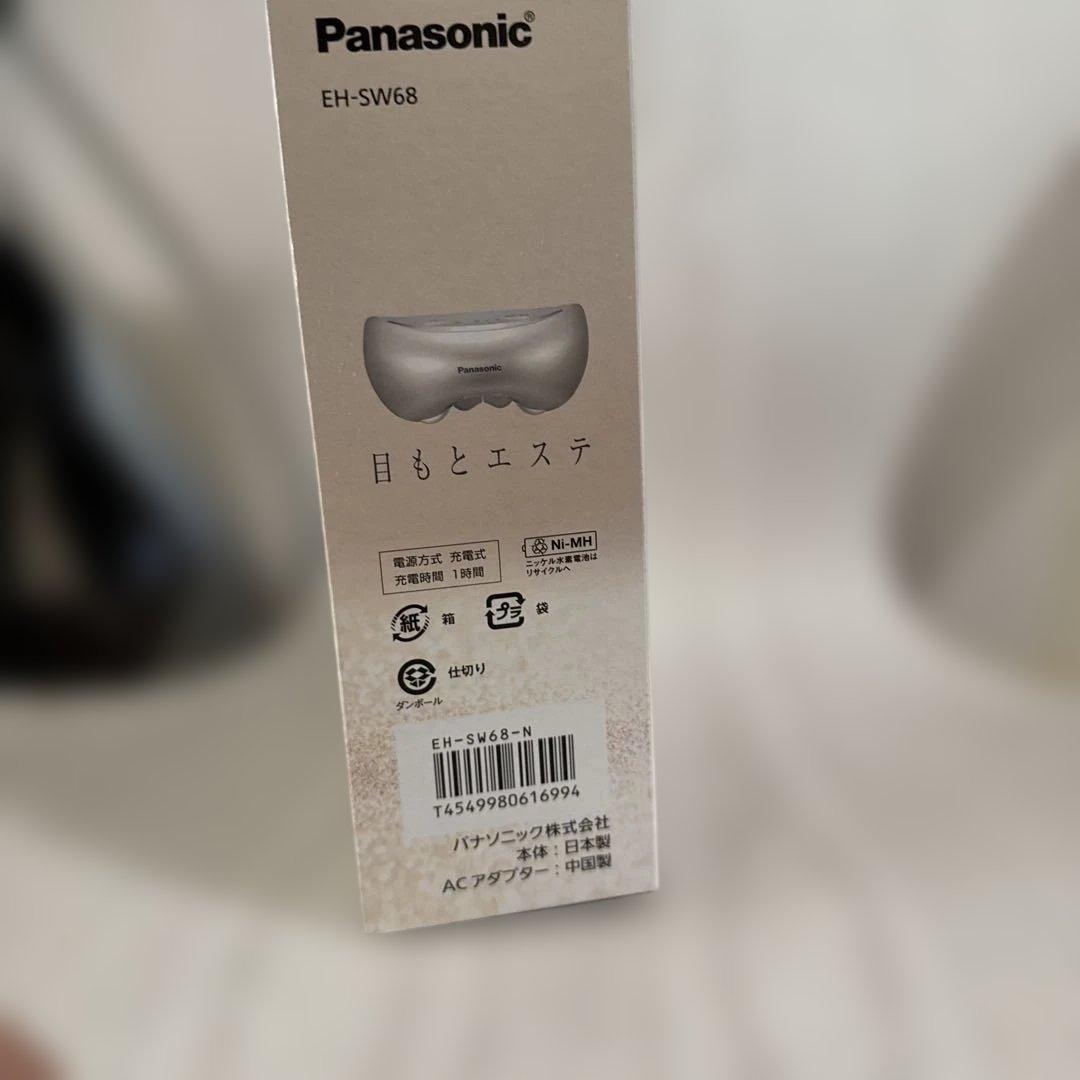 Panasonic®
EH-SW68
Panasonic
目もとエステ
電源方式 充電式
充電時間 1時間
Ni-MH
ニッケル水素電池は
リサイクルへ
紙 箱
プラ 袋
仕切り
ダンボール
EH-SW68-N
T4549980616994
パナソニック株式会社
本体：日本製
ACアダプター：中国製